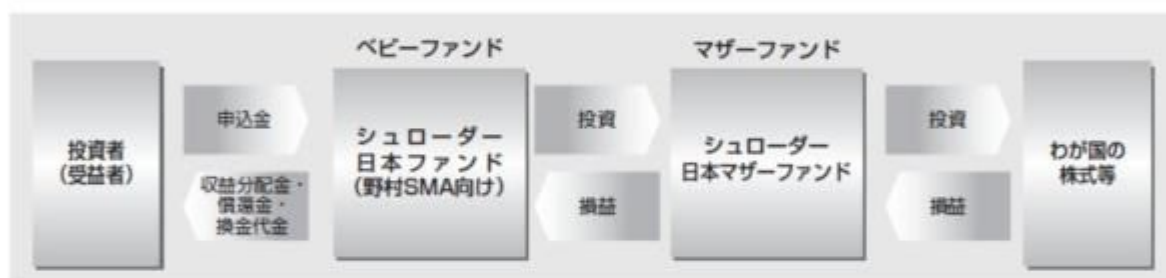 ベビーファンド
マザーファンド
投資者
(受益者)
申込金
収益分配金・
償還金・
換金代金
シュローダー
日本ファンド
(野村SMA向け)
投資
損益
シュローダー
日本マザーファンド
投資
損益
わが国の
株式等